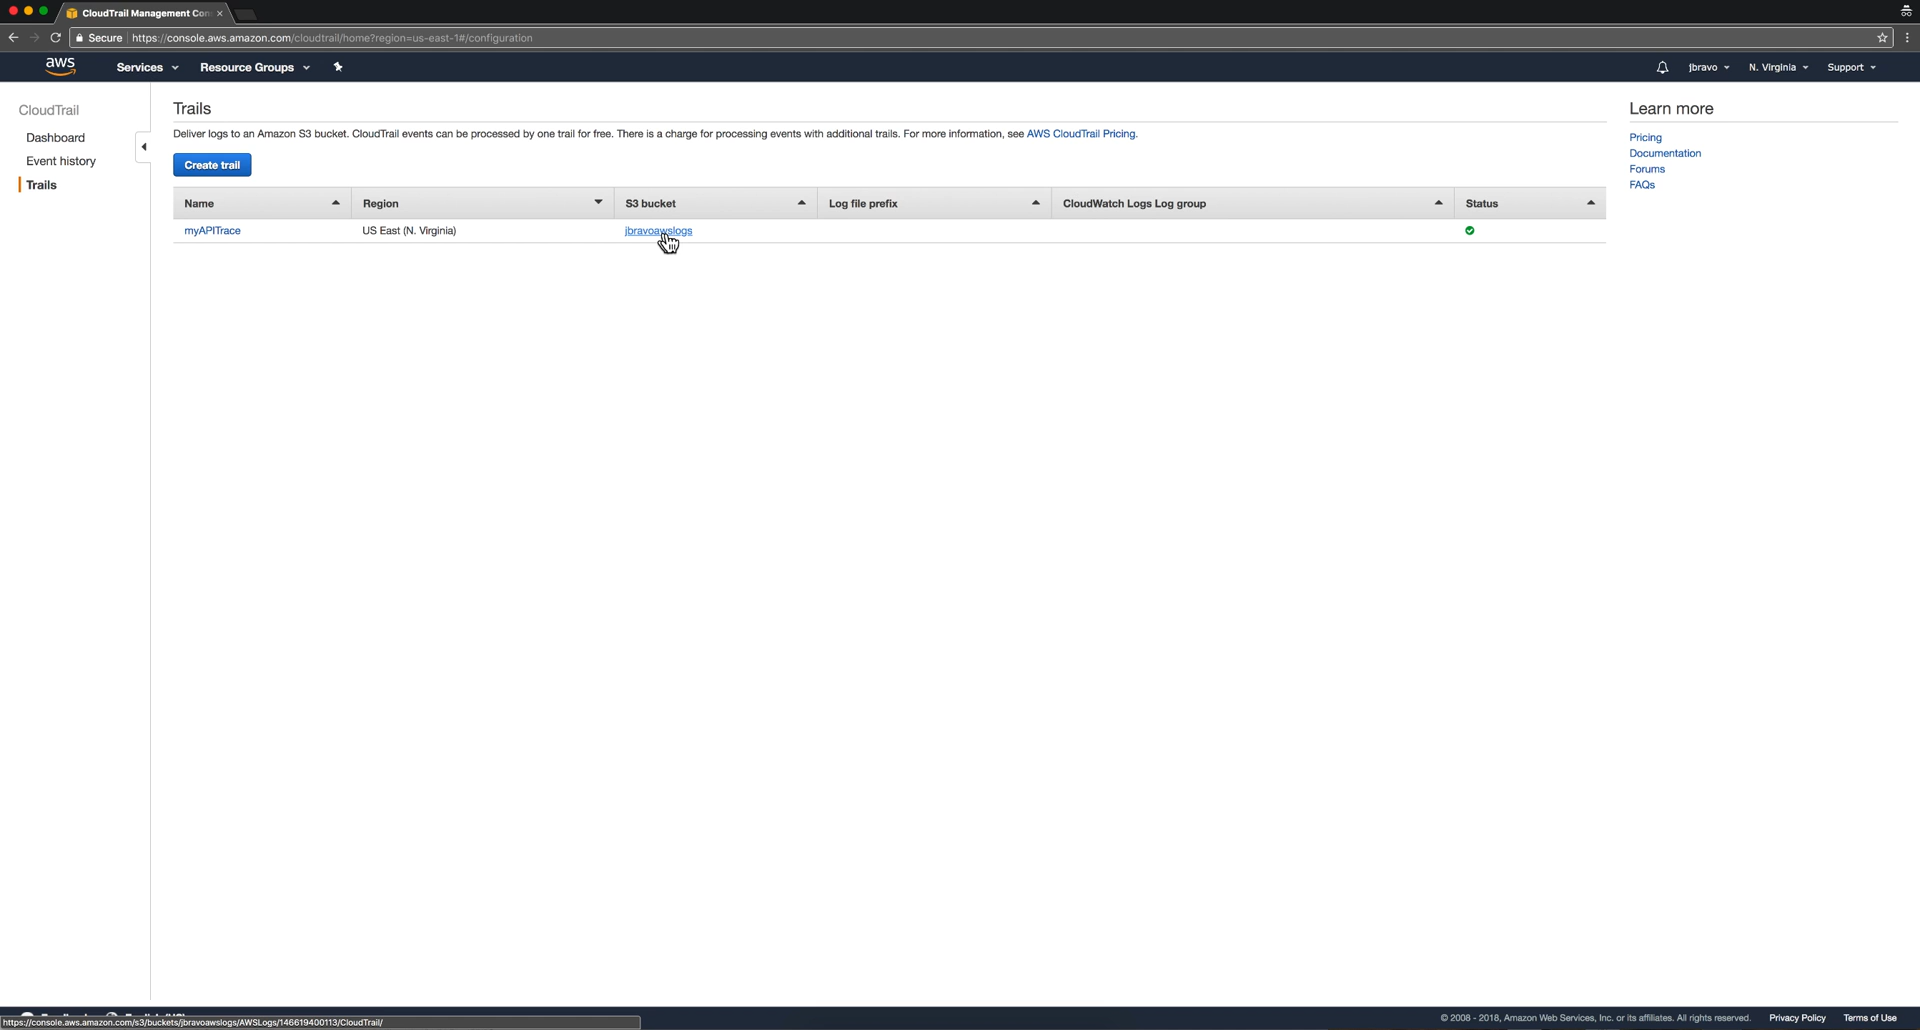 CloudTrail Management Con
Secure https://console.aws.amazon.com/cloudtrail/home?region=us-east-1#/configuration
aws Services Resource Groups jbravo N. Virginia Support
CloudTrail
Dashboard
Event history
Trails
Trails
Deliver logs to an Amazon S3 bucket. CloudTrail events can be processed by one trail for free. There is a charge for processing events with additional trails. For more information, see AWS CloudTrail Pricing.
Create trail
Name Region S3 bucket Log file prefix CloudWatch Logs Log group Status
myAPITrace US East (N. Virginia) jbravoawslogs
Learn more
Pricing
Documentation
Forums
FAQs
https://console.aws.amazon.com/s3/buckets/jbravoawslogs/AWSLogs/146619400113/CloudTrail/
© 2008 - 2018, Amazon Web Services, Inc. or its affiliates. All rights reserved. Privacy Policy Terms of Use